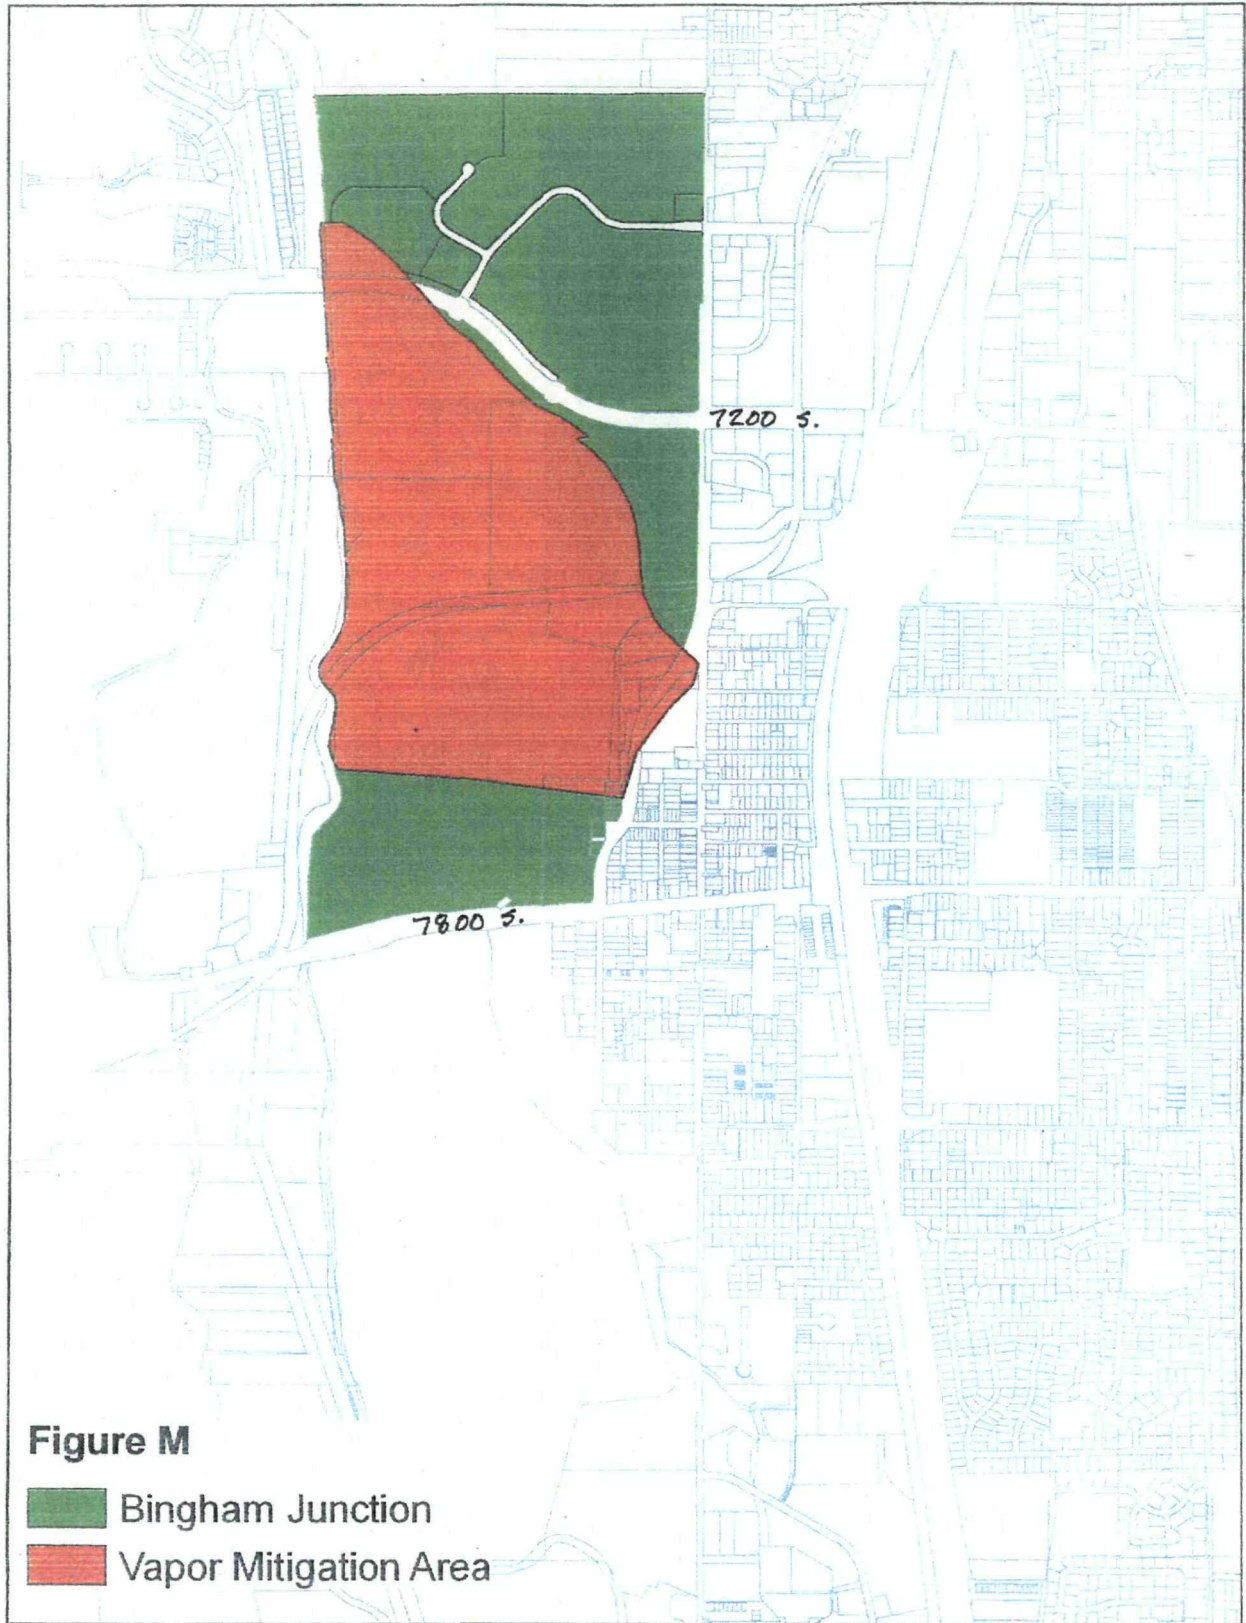 7200 S.
7800 S.
Figure M
Bingham Junction
Vapor Mitigation Area